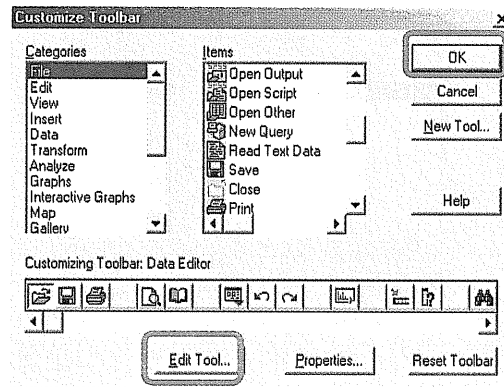 Customize Toolbar
Categories
File
Edit
View
Insert
Data
Transform
Analyze
Graphs
Interactive Graphs
Map
Gallery
Items
Open Output
Open Script
Open Other
New Query
Read Text Data
Save
Close
Print
OK
Cancel
New Tool...
Help
Customizing Toolbar: Data Editor
Edit Tool...
Properties...
Reset Toolbar